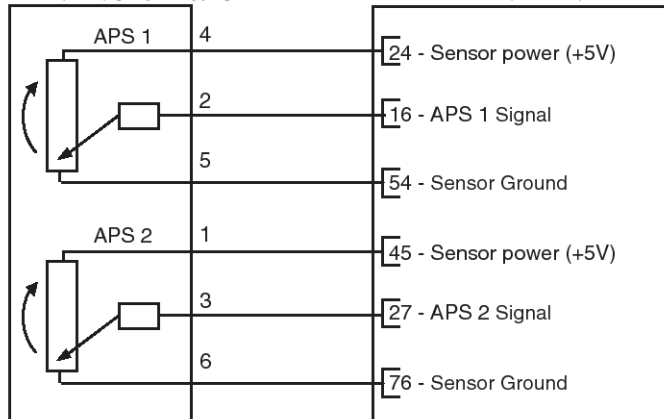 APS 1 4 24 - Sensor power (+5V)
2 16 - APS 1 Signal
5 54 - Sensor Ground
APS 2 1 45 - Sensor power (+5V)
3 27 - APS 2 Signal
6 76 - Sensor Ground